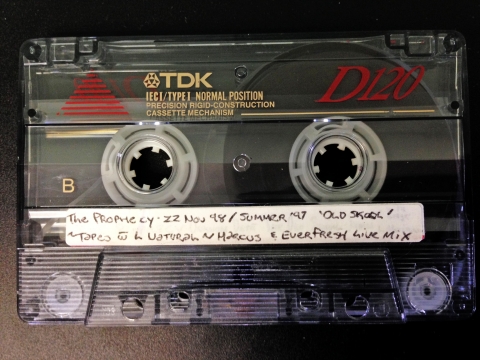 TDK
D120
IECI/TYPE I NORMAL POSITION
PRECISION RIGID-CONSTRUCTION
CASSETTE MECHANISM
B
The Prophecy · 22 Nov 98 / Summer '97 'Old Skool'
Natural N Marcus & Everfresh Live Mix